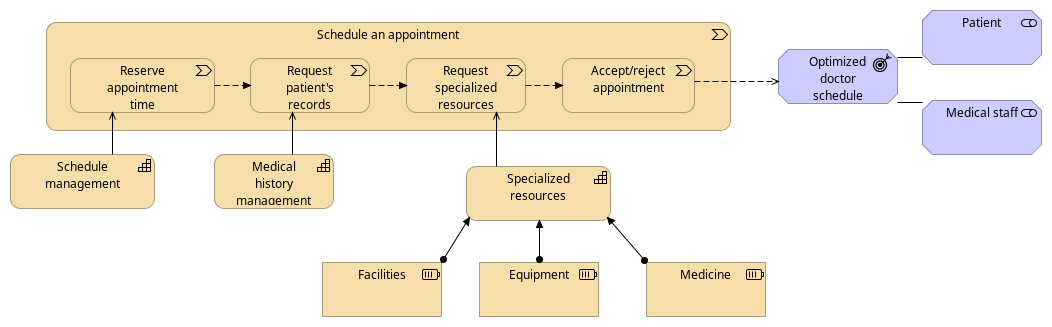 Schedule an appointment
Patient
Reserve
appointment
time
Request
patient's
records
Request
specialized
resources
Accept/reject
appointment
Optimized
doctor
schedule
Medical staff
Schedule
management
Medical
history
management
Specialized
resources
Facilities
Equipment
Medicine